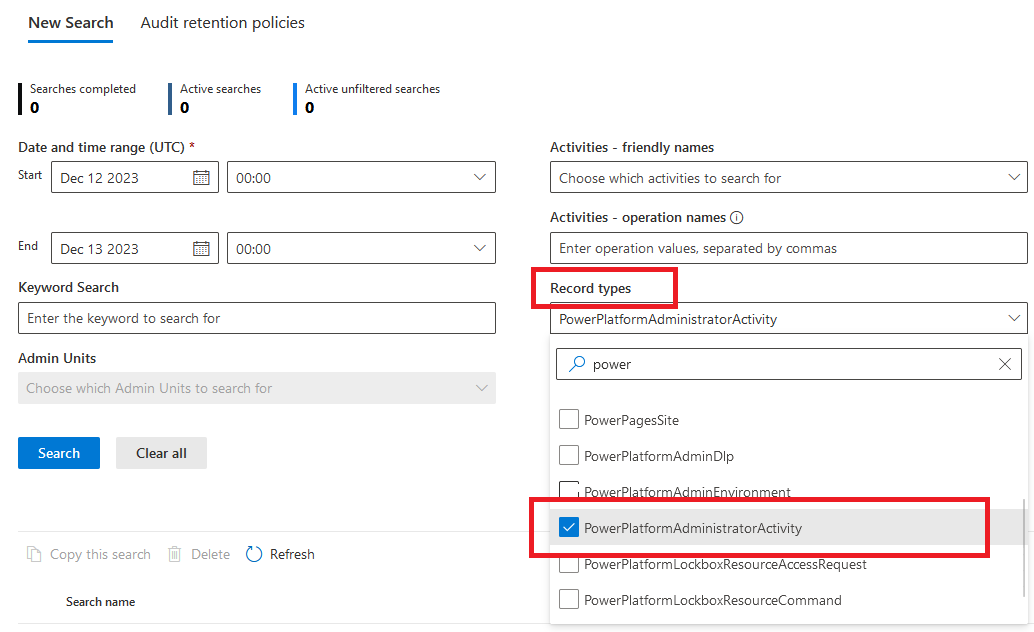 New Search Audit retention policies
Searches completed Active searches Active unfiltered searches
0 0 0
Date and time range (UTC) *
Start Dec 12 2023 00:00
End Dec 13 2023 00:00
Keyword Search
Enter the keyword to search for
Admin Units
Choose which Admin Units to search for
Search Clear all
Activities - friendly names
Choose which activities to search for
Activities - operation names
Enter operation values, separated by commas
Record types
PowerPlatformAdministratorActivity
power
PowerPagesSite
PowerPlatformAdminDlp
PowerPlatformAdminEnvironment
PowerPlatformAdministratorActivity
PowerPlatformLockboxResourceAccessRequest
PowerPlatformLockboxResourceCommand
Copy this search Delete Refresh
Search name